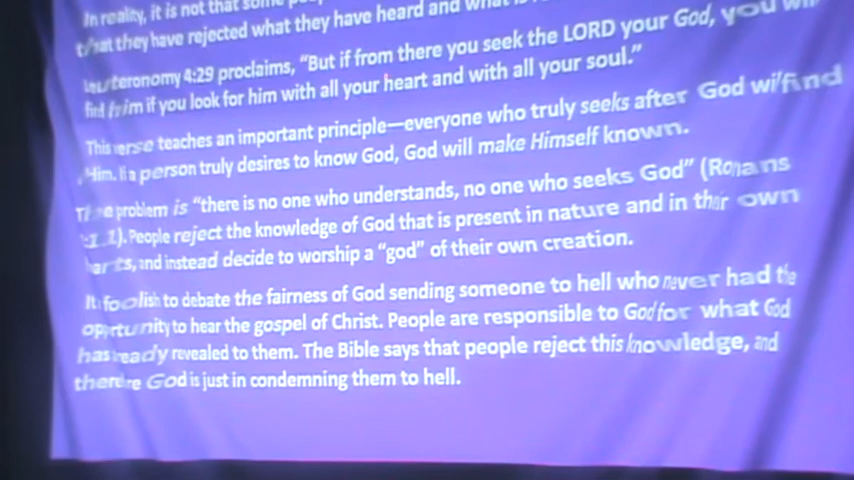 In reality, it is not that some
that they have rejected what they have heard and what is
Deuteronomy 4:29 proclaims, “But if from there you seek the LORD your God, you will
find him if you look for him with all your heart and with all your soul.”
This verse teaches an important principle—everyone who truly seeks after God will find
Him. If a person truly desires to know God, God will make Himself known.
The problem is “there is no one who understands, no one who seeks God” (Romans
People reject the knowledge of God that is present in nature and in their own
hearts, and instead decide to worship a “god” of their own creation.
It foolish to debate the fairness of God sending someone to hell who never had the
opportunity to hear the gospel of Christ. People are responsible to God for what God
has ready revealed to them. The Bible says that people reject this knowledge, and
therefore God is just in condemning them to hell.